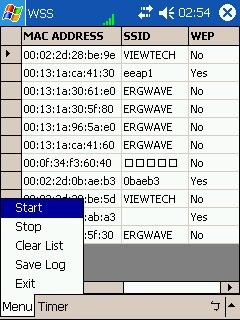 WSS 02:54
MAC ADDRESS SSID WEP
00:02:2d:28:be:9e VIEWTECH No
00:13:1a:ca:41:30 eeap1 Yes
00:13:1a:30:61:e0 ERGWAVE No
00:13:1a:30:5f:80 ERGWAVE No
00:13:1a:96:5a:e0 ERGWAVE No
00:13:1a:ca:41:60 ERGWAVE No
00:0f:34:f3:60:40 □□□□□ No
00:02:2d:0b:ae:b3 0baeb3 Yes
:2d:20:be:5d VIEWTECH No
:ab:a3 Yes
:30:5f:30 ERGWAVE No
Start
Stop
Clear List
Save Log
Exit
Menu Timer